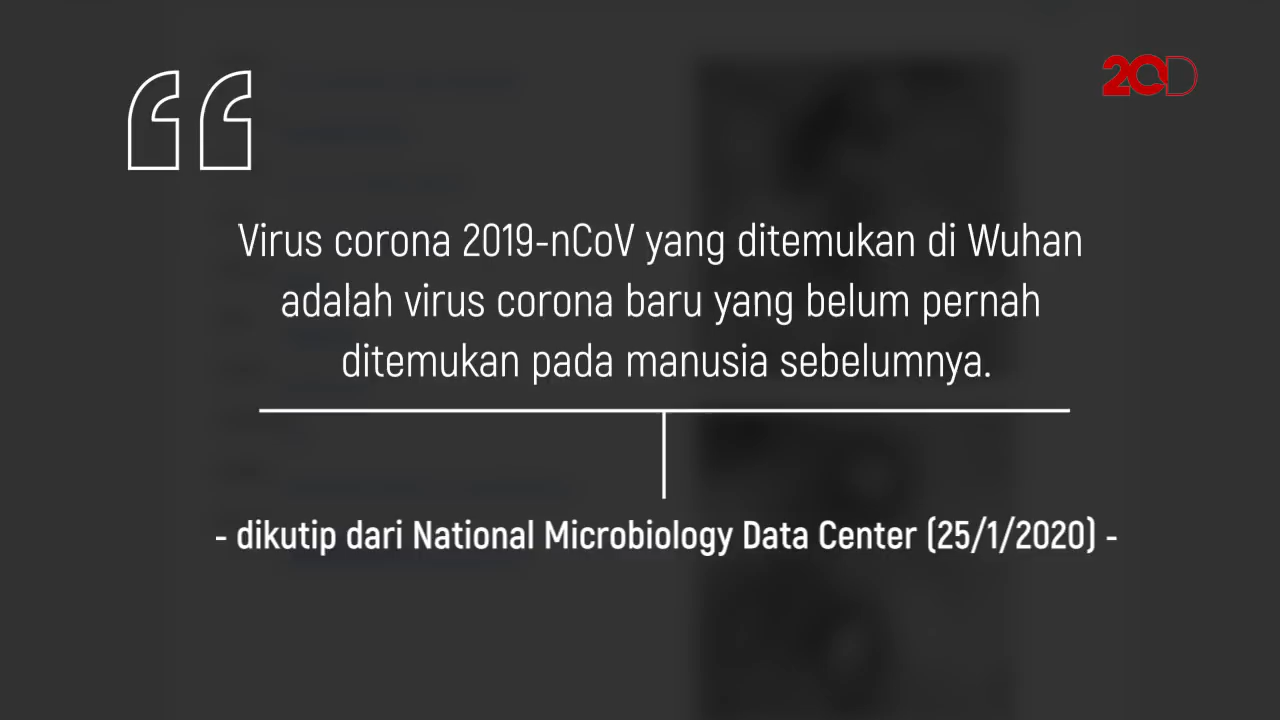 20D
Virus corona 2019-nCoV yang ditemukan di Wuhan
adalah virus corona baru yang belum pernah
ditemukan pada manusia sebelumnya.
- dikutip dari National Microbiology Data Center (25/1/2020) -